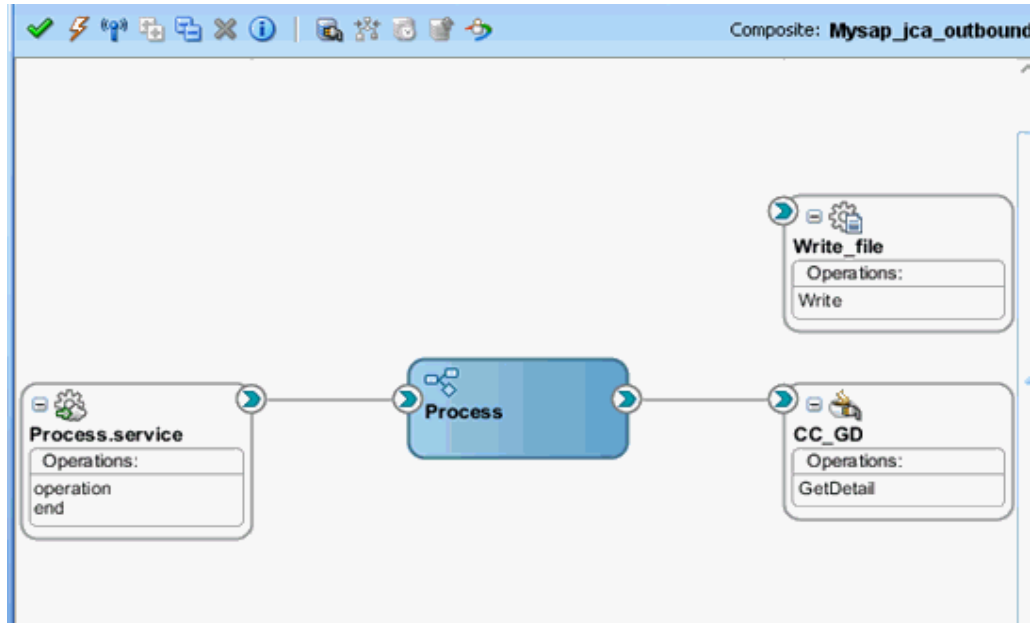 Composite: Mysap_jca_outbound
Write_file
Operations:
Write
Process
Process.service
Operations:
operation
end
CC_GD
Operations:
GetDetail